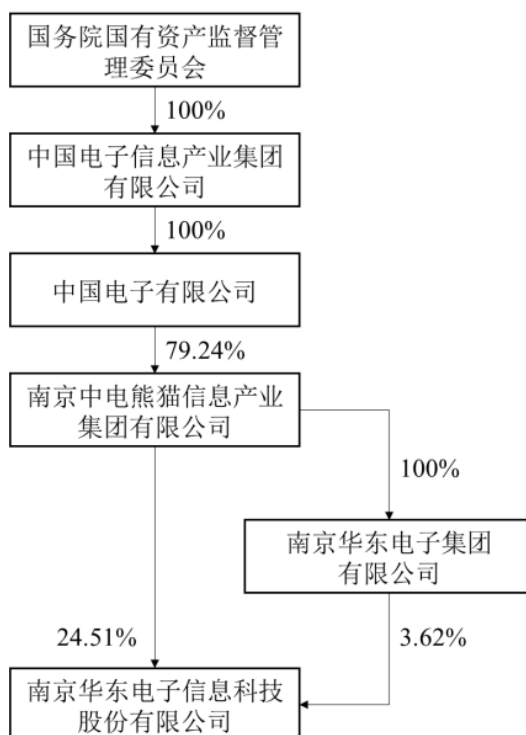 国务院国有资产监督管
理委员会
100%
中国电子信息产业集团
有限公司
100%
中国电子有限公司
79.24%
南京中电熊猫信息产业
集团有限公司
100%
南京华东电子集团
有限公司
24.51%
3.62%
南京华东电子信息科技
股份有限公司